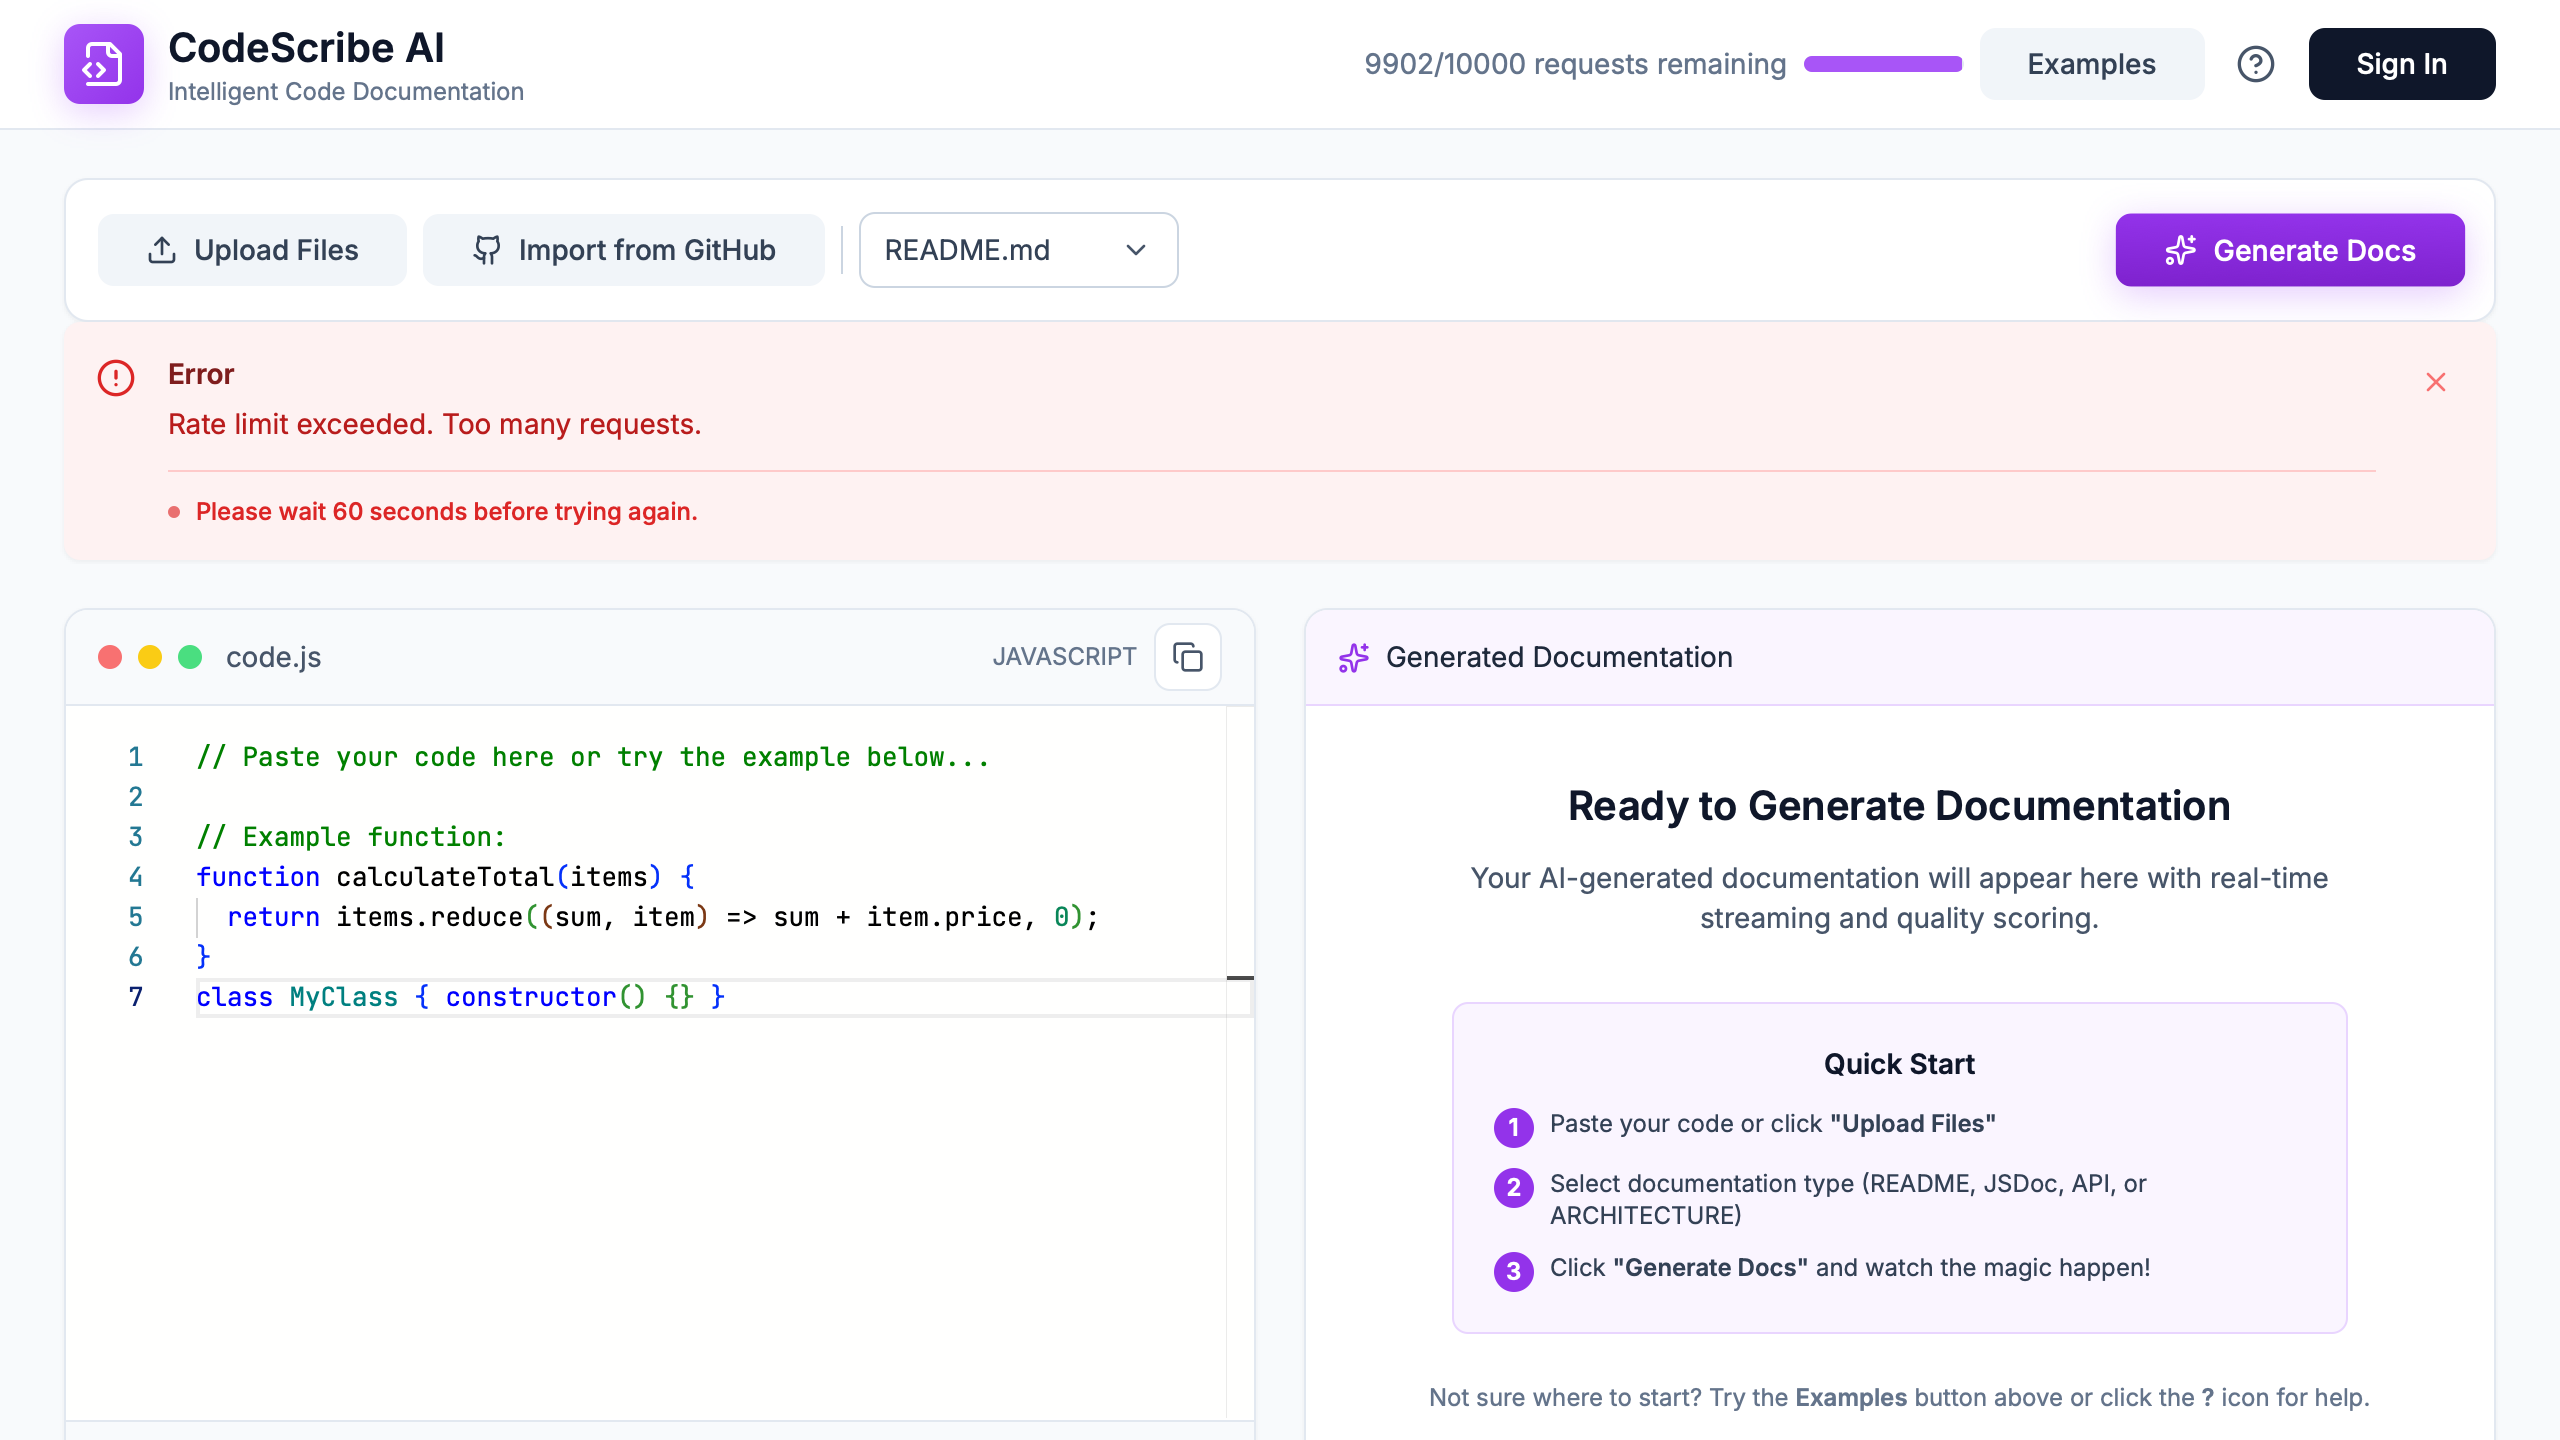 CodeScribe AI
Intelligent Code Documentation
9902/10000 requests remaining
Examples
Sign In
Upload Files
Import from GitHub
README.md
Generate Docs
Error
Rate limit exceeded. Too many requests.
Please wait 60 seconds before trying again.
code.js
JAVASCRIPT
1 // Paste your code here or try the example below...
2
3 // Example function:
4 function calculateTotal(items) {
5 return items.reduce((sum, item) => sum + item.price, 0);
6 }
7 class MyClass { constructor() {} }
Generated Documentation
Ready to Generate Documentation
Your AI-generated documentation will appear here with real-time
streaming and quality scoring.
Quick Start
1 Paste your code or click "Upload Files"
2 Select documentation type (README, JSDoc, API, or
ARCHITECTURE)
3 Click "Generate Docs" and watch the magic happen!
Not sure where to start? Try the Examples button above or click the ? icon for help.